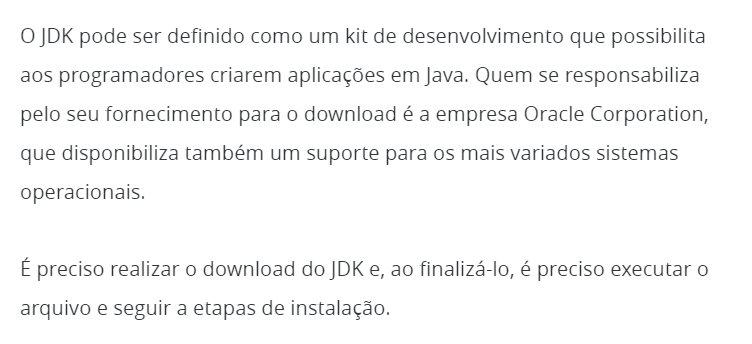 O JDK pode ser definido como um kit de desenvolvimento que possibilita
aos programadores criarem aplicações em Java. Quem se responsabiliza
pelo seu fornecimento para o download é a empresa Oracle Corporation,
que disponibiliza também um suporte para os mais variados sistemas
operacionais.
É preciso realizar o download do JDK e, ao finalizá-lo, é preciso executar o
arquivo e seguir a etapas de instalação.